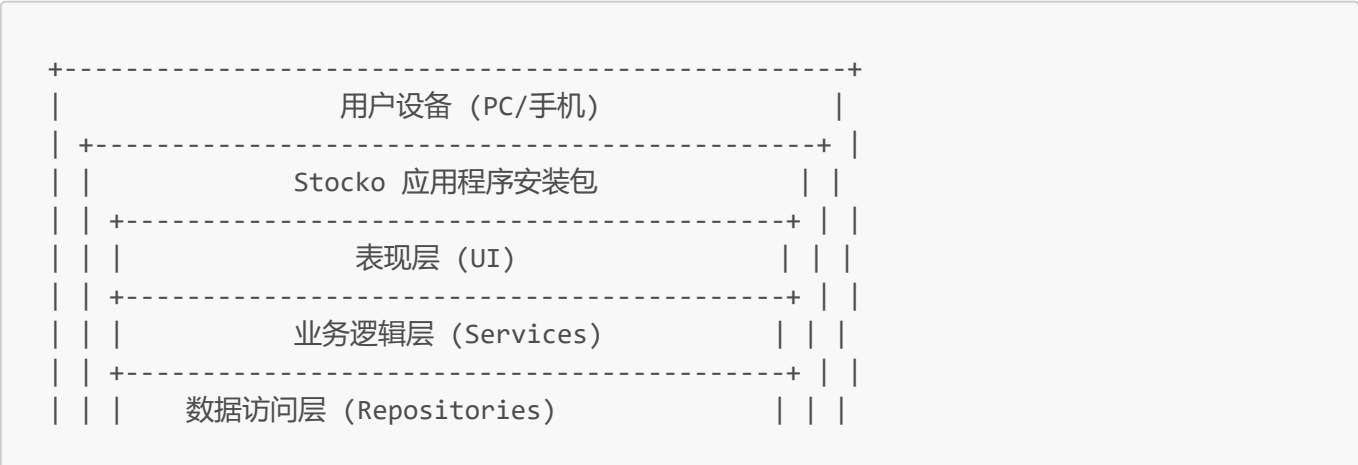 +----------------------------------------------------+
|                  用户设备 (PC/手机)               |
| +------------------------------------------------+ |
| |             Stocko 应用程序安装包             | |
| | +-------------------------------------------+ | |
| | |               表现层 (UI)                 | | |
| | +-------------------------------------------+ | |
| | |           业务逻辑层 (Services)           | | |
| | +-------------------------------------------+ | |
| | |    数据访问层 (Repositories)              | | |